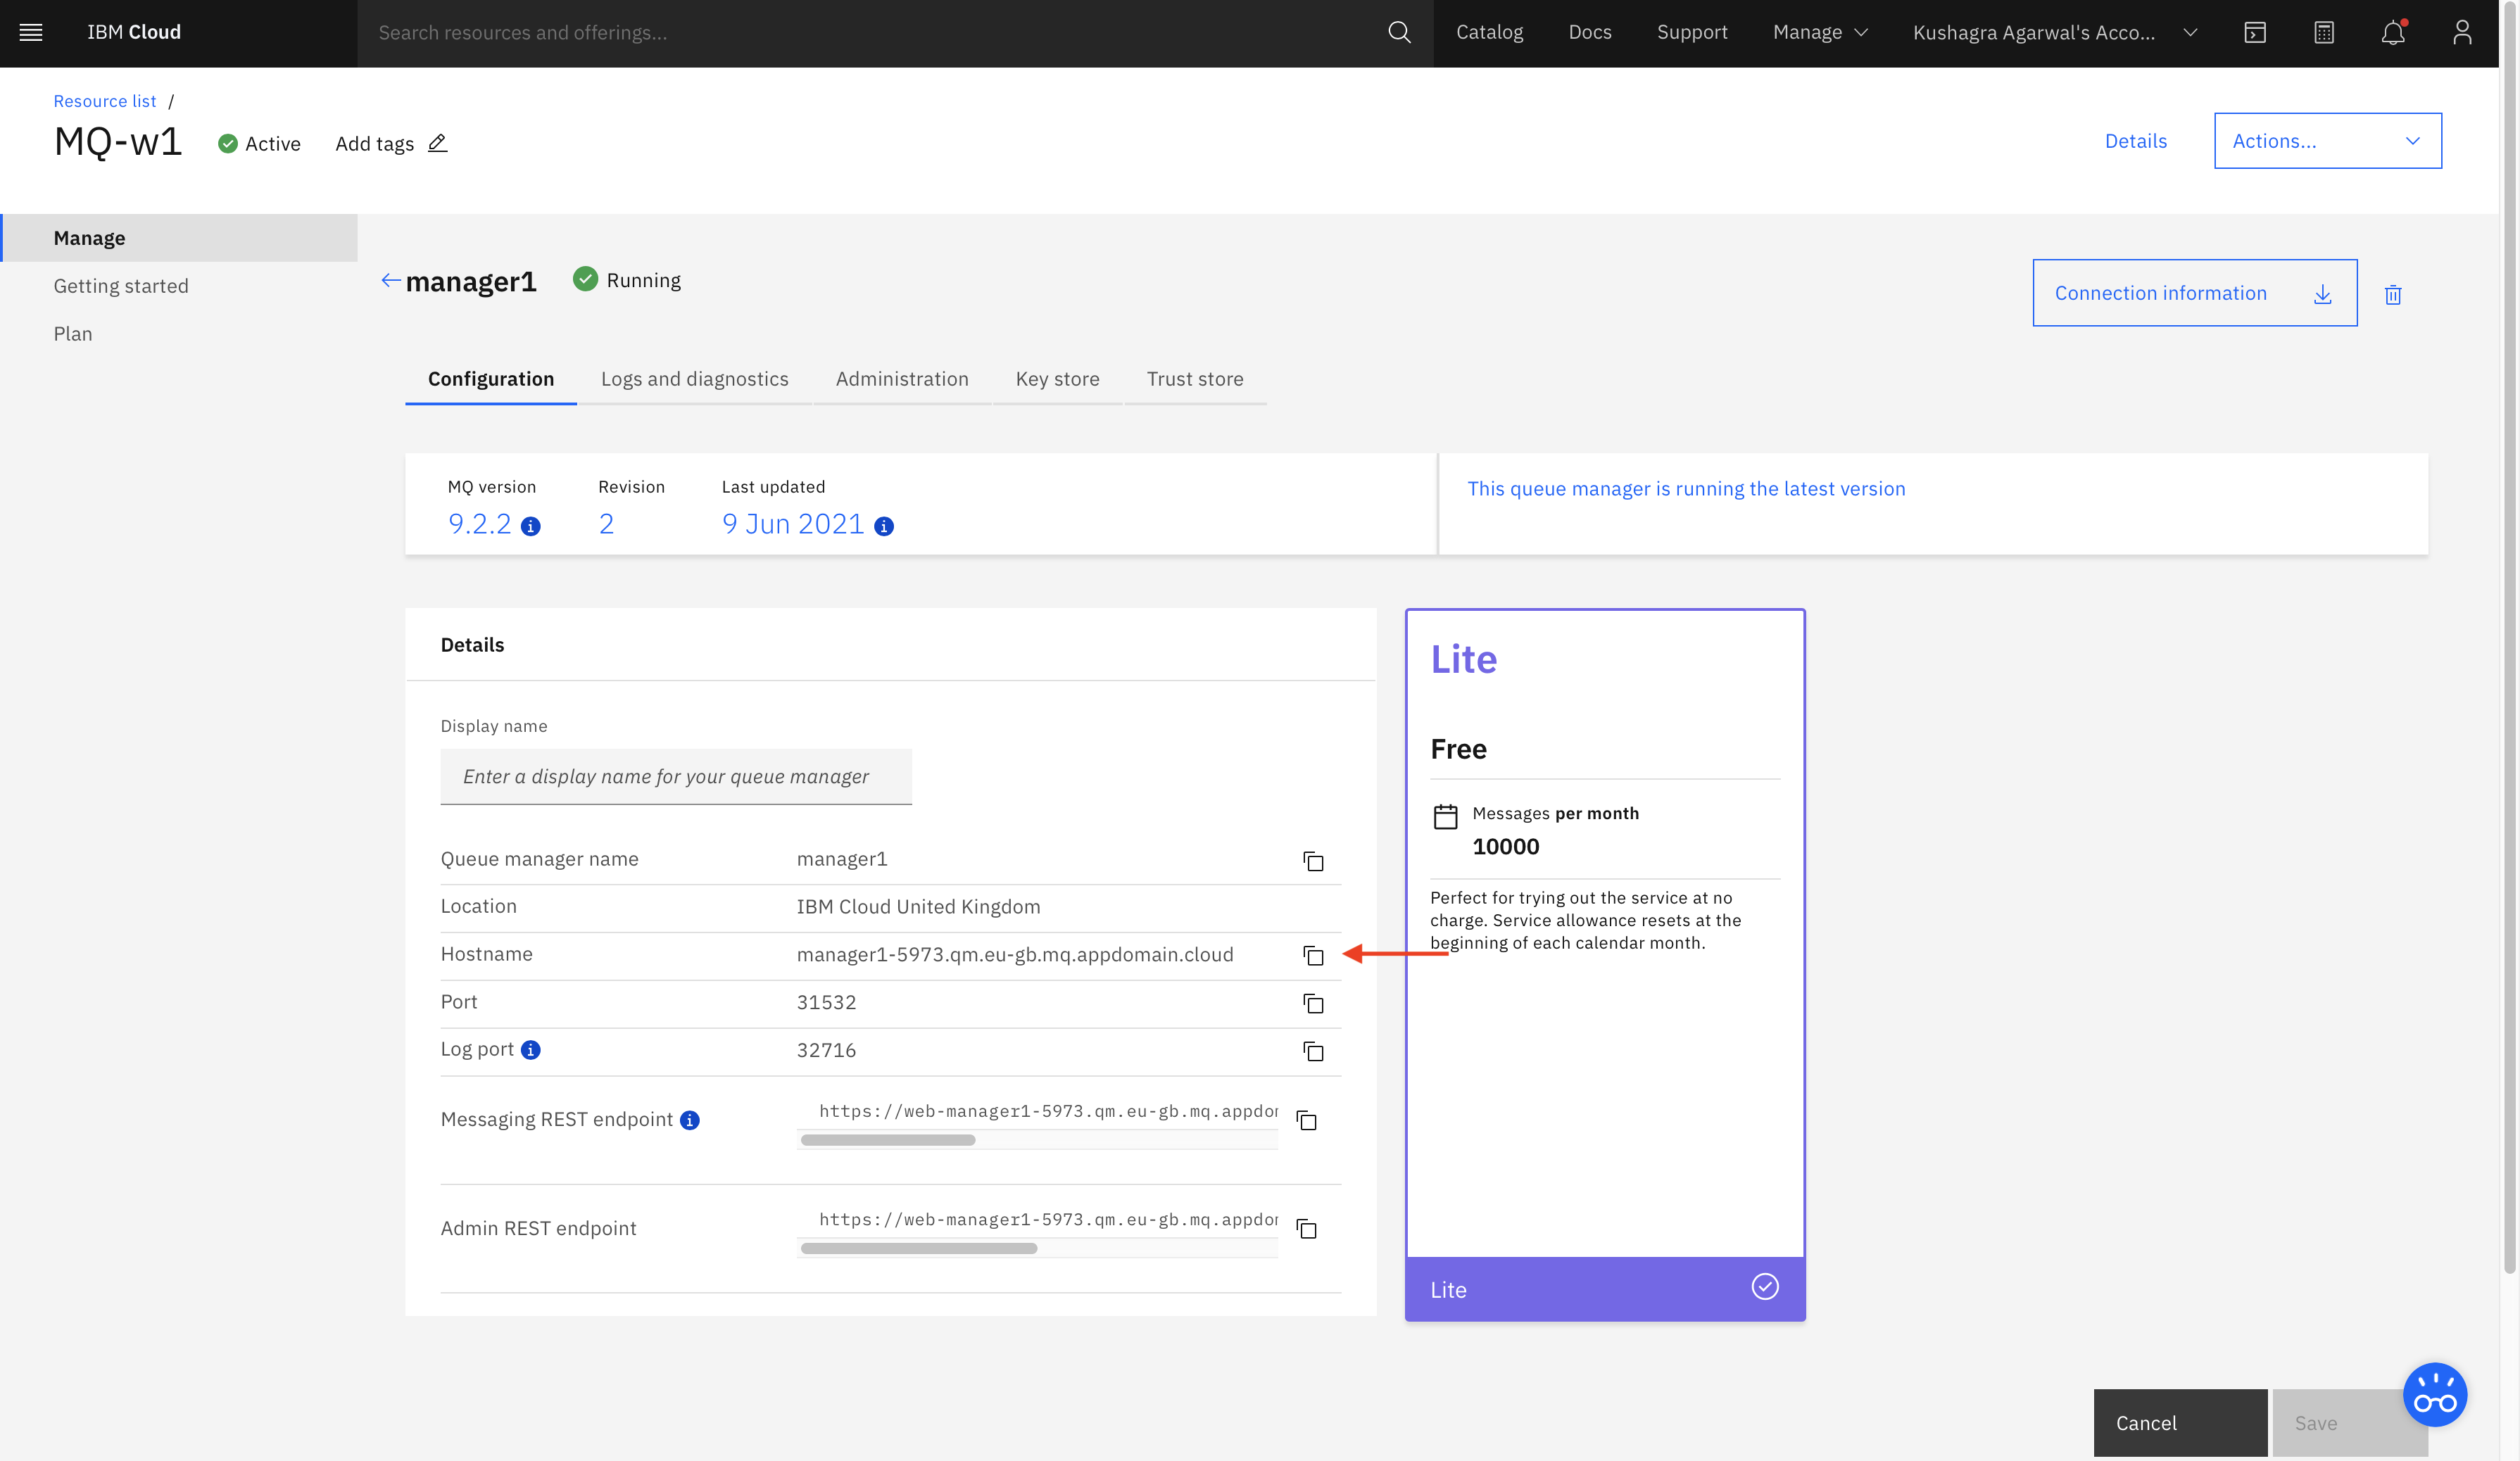 IBM Cloud
Search resources and offerings...
Catalog
Docs
Support
Manage
Kushagra Agarwal's Acco...
Resource list /
MQ-w1
Active
Add tags
Details
Actions...
Manage
Getting started
Plan
manager1
Running
Connection information
Configuration
Logs and diagnostics
Administration
Key store
Trust store
MQ version
9.2.2
Revision
2
Last updated
9 Jun 2021
This queue manager is running the latest version
Details
Display name
Enter a display name for your queue manager
Queue manager name manager1
Location IBM Cloud United Kingdom
Hostname manager1-5973.qm.eu-gb.mq.appdomain.cloud
Port 31532
Log port 32716
Messaging REST endpoint https://web-manager1-5973.qm.eu-gb.mq.appdor
Admin REST endpoint https://web-manager1-5973.qm.eu-gb.mq.appdor
Lite
Free
Messages per month
10000
Perfect for trying out the service at no
charge. Service allowance resets at the
beginning of each calendar month.
Lite
Cancel
Save